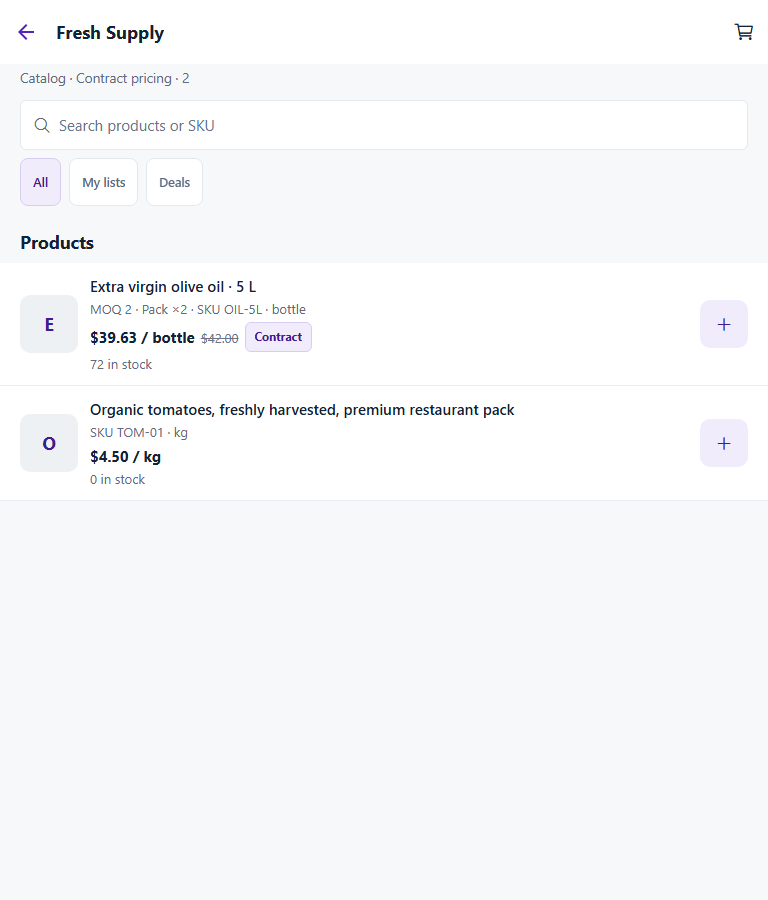 Fresh Supply
Catalog · Contract pricing · 2
Search products or SKU
All
My lists
Deals
Products
E
Extra virgin olive oil · 5 L
MOQ 2 · Pack ×2 · SKU OIL-5L · bottle
$39.63 / bottle $42.00 Contract
72 in stock
O
Organic tomatoes, freshly harvested, premium restaurant pack
SKU TOM-01 · kg
$4.50 / kg
0 in stock